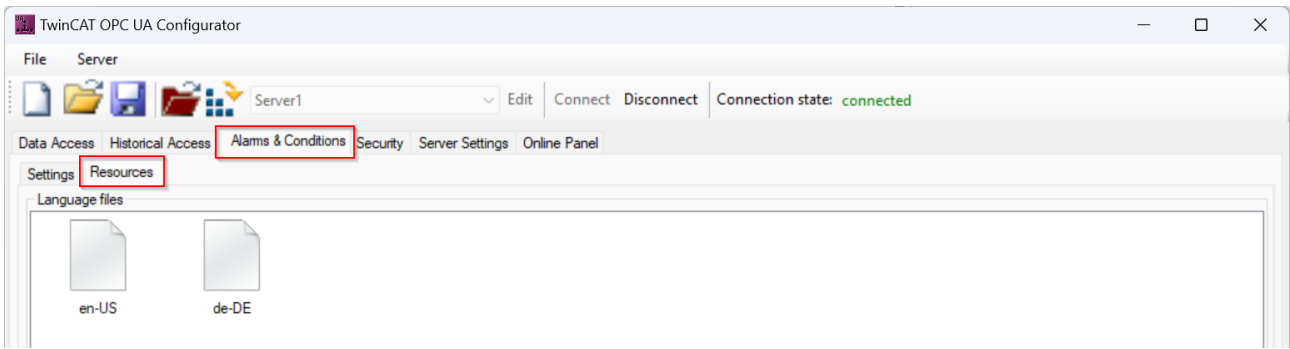 TwinCAT OPC UA Configurator
File Server
Server1 Edit Connect Disconnect Connection state: connected
Data Access Historical Access Alarms & Conditions Security Server Settings Online Panel
Settings Resources
Language files
en-US de-DE